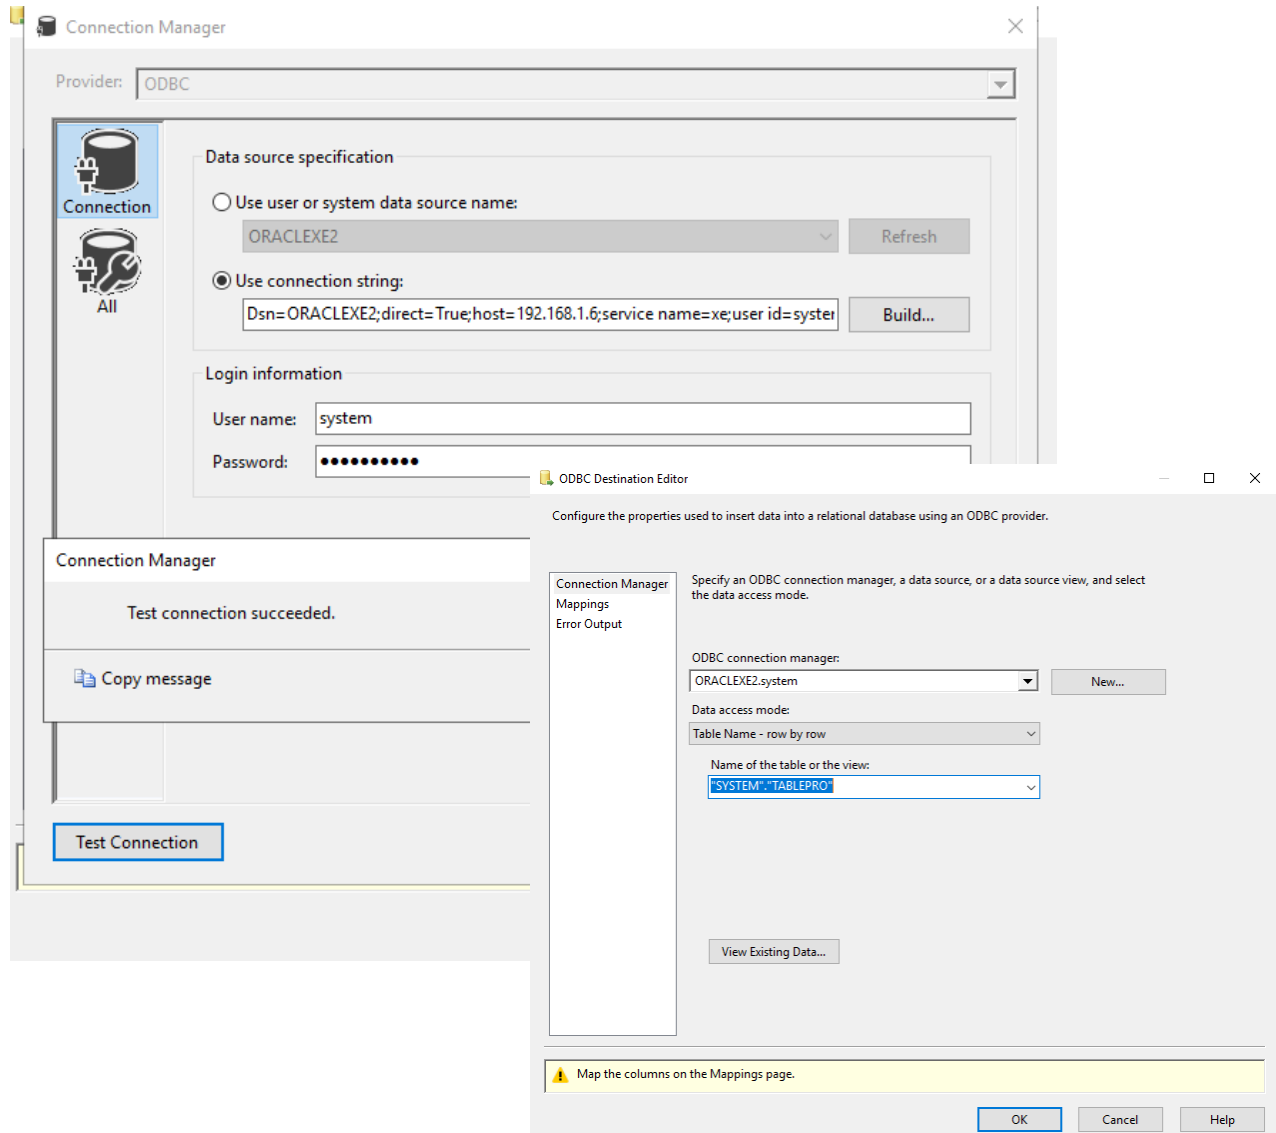 Connection Manager
Provider:
ODBC
Connection
All
Data source specification
Use user or system data source name:
ORACLEXE2
Refresh
Use connection string:
Dsn=ORACLEXE2;direct=True;host=192.168.1.6;service name=xe;user id=system
Build...
Login information
User name:
system
Password:
●●●●●●●●●●
Connection Manager
Test connection succeeded.
Copy message
Test Connection
ODBC Destination Editor
Configure the properties used to insert data into a relational database using an ODBC provider.
Connection Manager
Mappings
Error Output
Specify an ODBC connection manager, a data source, or a data source view, and select
the data access mode.
ODBC connection manager:
ORACLEXE2.system
New...
Data access mode:
Table Name - row by row
Name of the table or the view:
"SYSTEM"."TABLEPRO"
View Existing Data...
Map the columns on the Mappings page.
OK
Cancel
Help